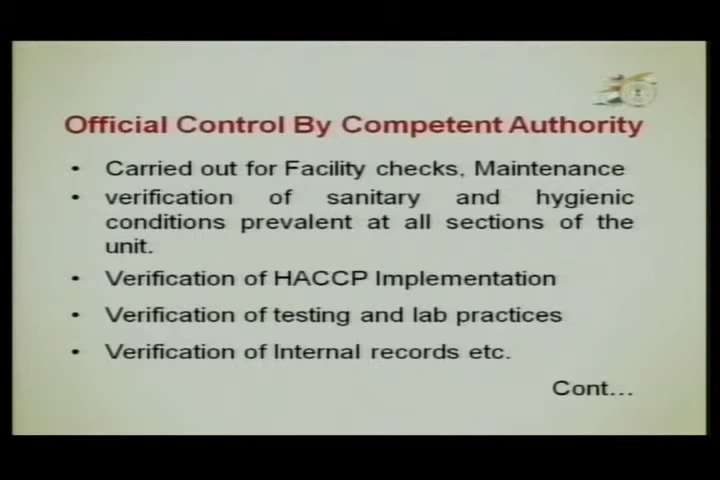 Official Control By Competent Authority
• Carried out for Facility checks, Maintenance
• verification of sanitary and hygienic
conditions prevalent at all sections of the
unit.
• Verification of HACCP Implementation
• Verification of testing and lab practices
• Verification of Internal records etc.
Cont...